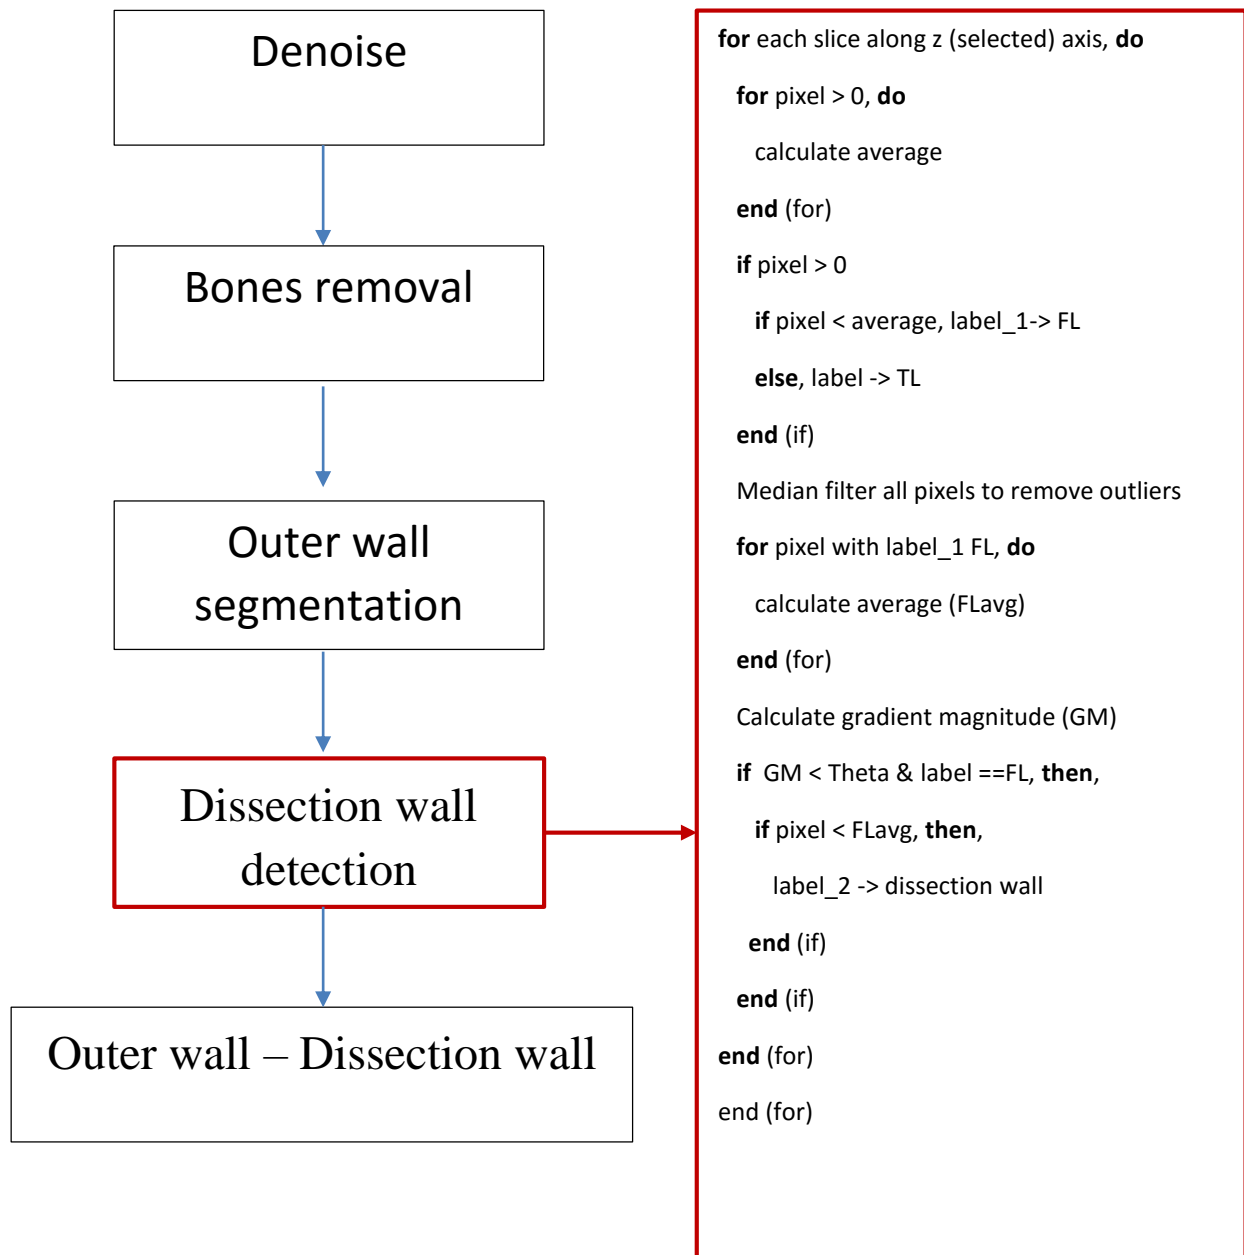 Denoise
Bones removal
Outer wall
segmentation
Dissection wall
detection
Outer wall – Dissection wall
for each slice along z (selected) axis, do
for pixel > 0, do
calculate average
end (for)
if pixel > 0
if pixel < average, label_1-> FL
else, label -> TL
end (if)
Median filter all pixels to remove outliers
for pixel with label_1 FL, do
calculate average (FLavg)
end (for)
Calculate gradient magnitude (GM)
if  GM < Theta & label ==FL, then,
if pixel < FLavg, then,
label_2 -> dissection wall
end (if)
end (if)
end (for)
end (for)